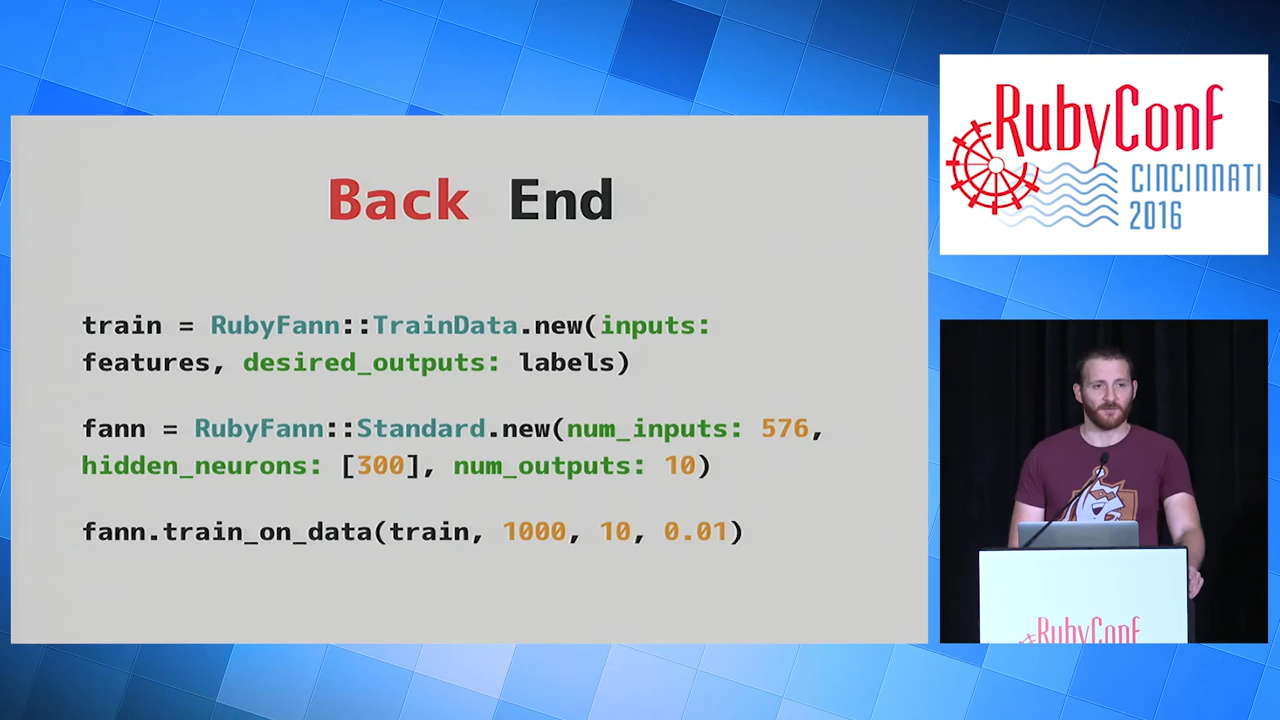 Back End
train = RubyFann::TrainData.new(inputs:
features, desired_outputs: labels)
fann = RubyFann::Standard.new(num_inputs: 576,
hidden_neurons: [300], num_outputs: 10)
fann.train_on_data(train, 1000, 10, 0.01)
RubyConf
CINCINNATI
2016
RubyConf